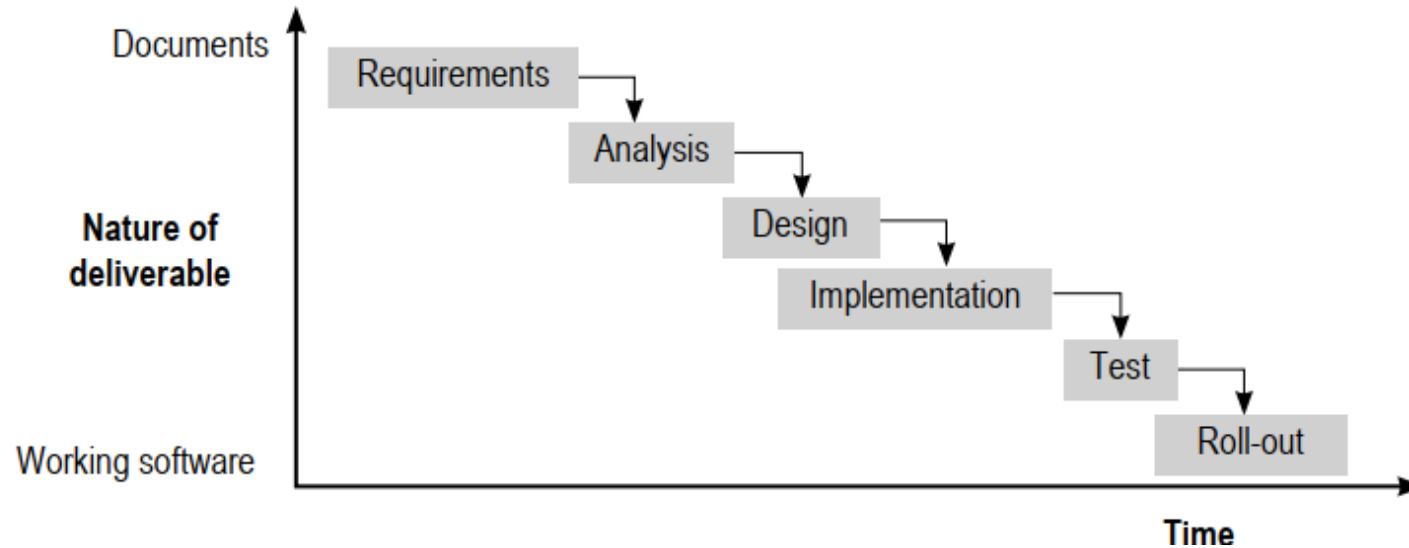 Documents
Requirements
Analysis
Nature of
deliverable
Design
Implementation
Test
Roll-out
Working software
Time